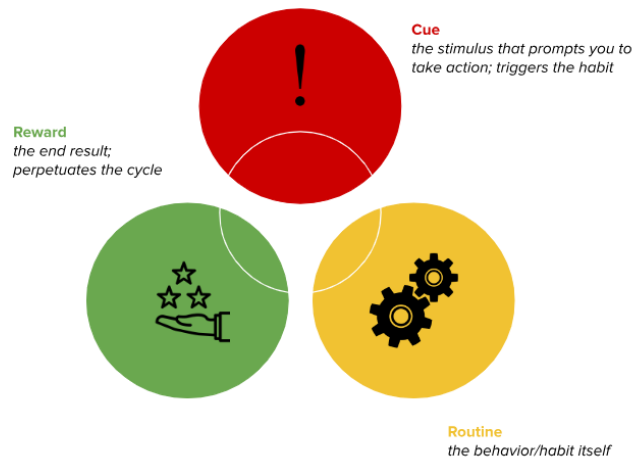 Cue
the stimulus that prompts you to
take action; triggers the habit
Reward
the end result;
perpetuates the cycle
Routine
the behavior/habit itself